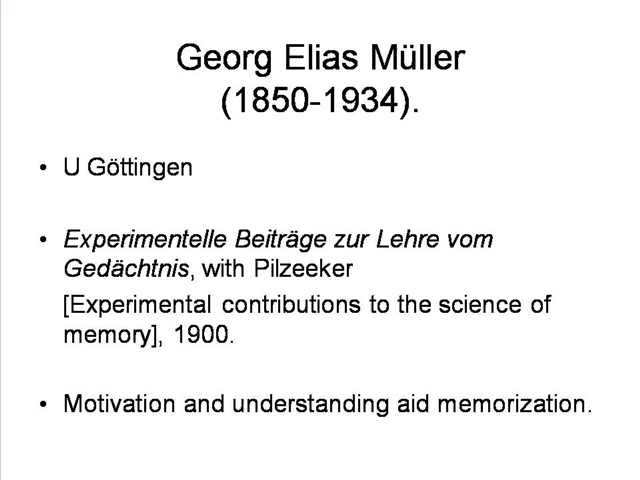 Georg Elias Müller
(1850-1934).
• U Göttingen
• Experimentelle Beiträge zur Lehre vom
Gedächtnis, with Pilzeeker
[Experimental contributions to the science of
memory], 1900.
• Motivation and understanding aid memorization.